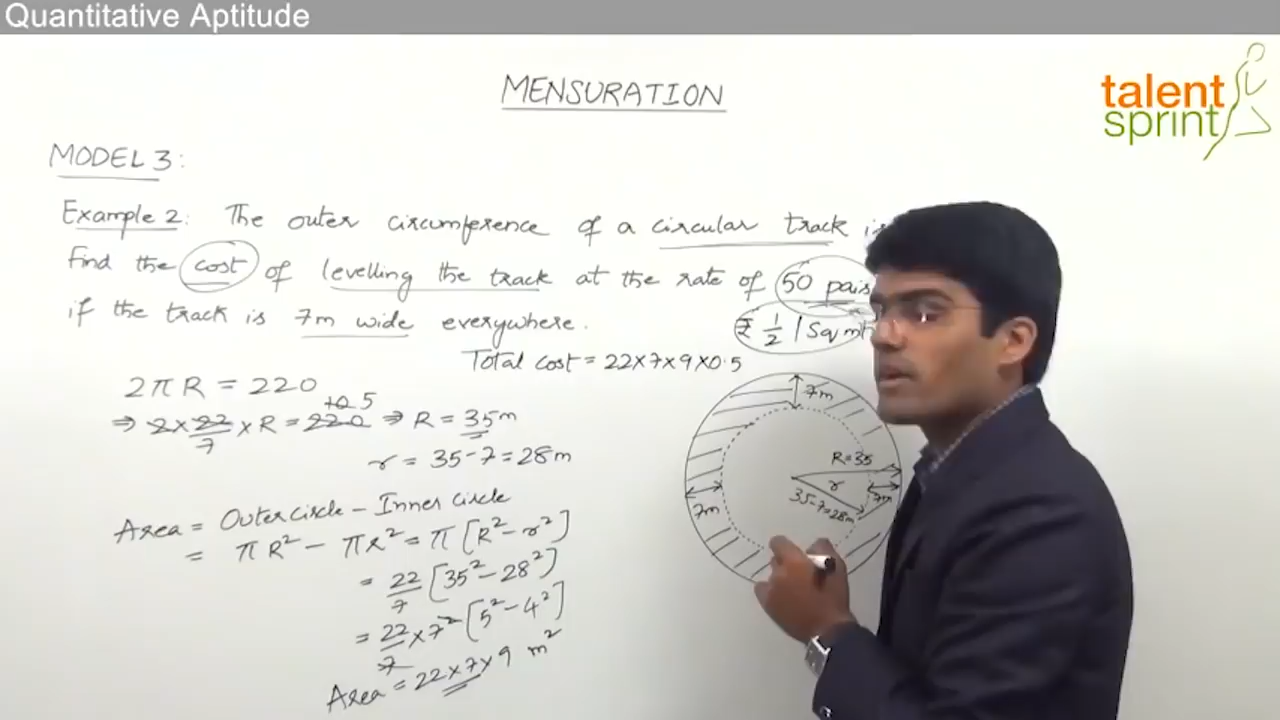 Quantitative Aptitude
talent
sprint
MENSURATION
MODEL 3:
Example 2: The outer circumference of a circular track is
Find the cost of levelling the track at the rate of 50 pais
if the track is 7m wide everywhere.
₹ 1/2 / Sq mt
Total cost = 22×7×9×0.5
2πR = 220
⇒ 2×22/7 × R = 220 10 5 ⇒ R = 35m
r = 35-7 = 28m
Area = Outer circle - Inner circle
= πR² - πr² = π[R² - r²]
= 22/7 [35² - 28²]
= 22/7 × 7² [5² - 4²]
Area = 22×7×9 m²
7m
R=35
r
35-7=28m
7m
7m